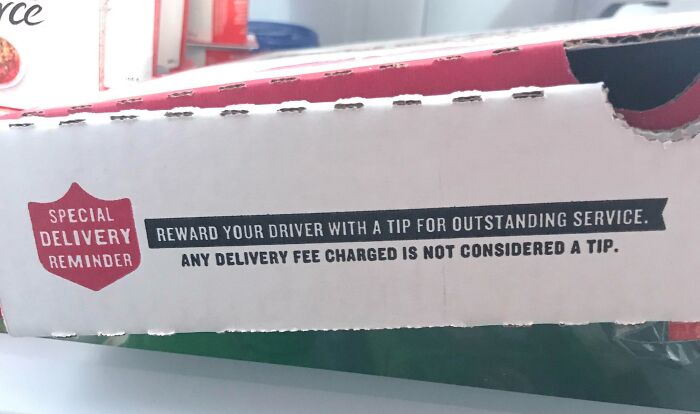 rce
SPECIAL
DELIVERY
REMINDER
REWARD YOUR DRIVER WITH A TIP FOR OUTSTANDING SERVICE.
ANY DELIVERY FEE CHARGED IS NOT CONSIDERED A TIP.